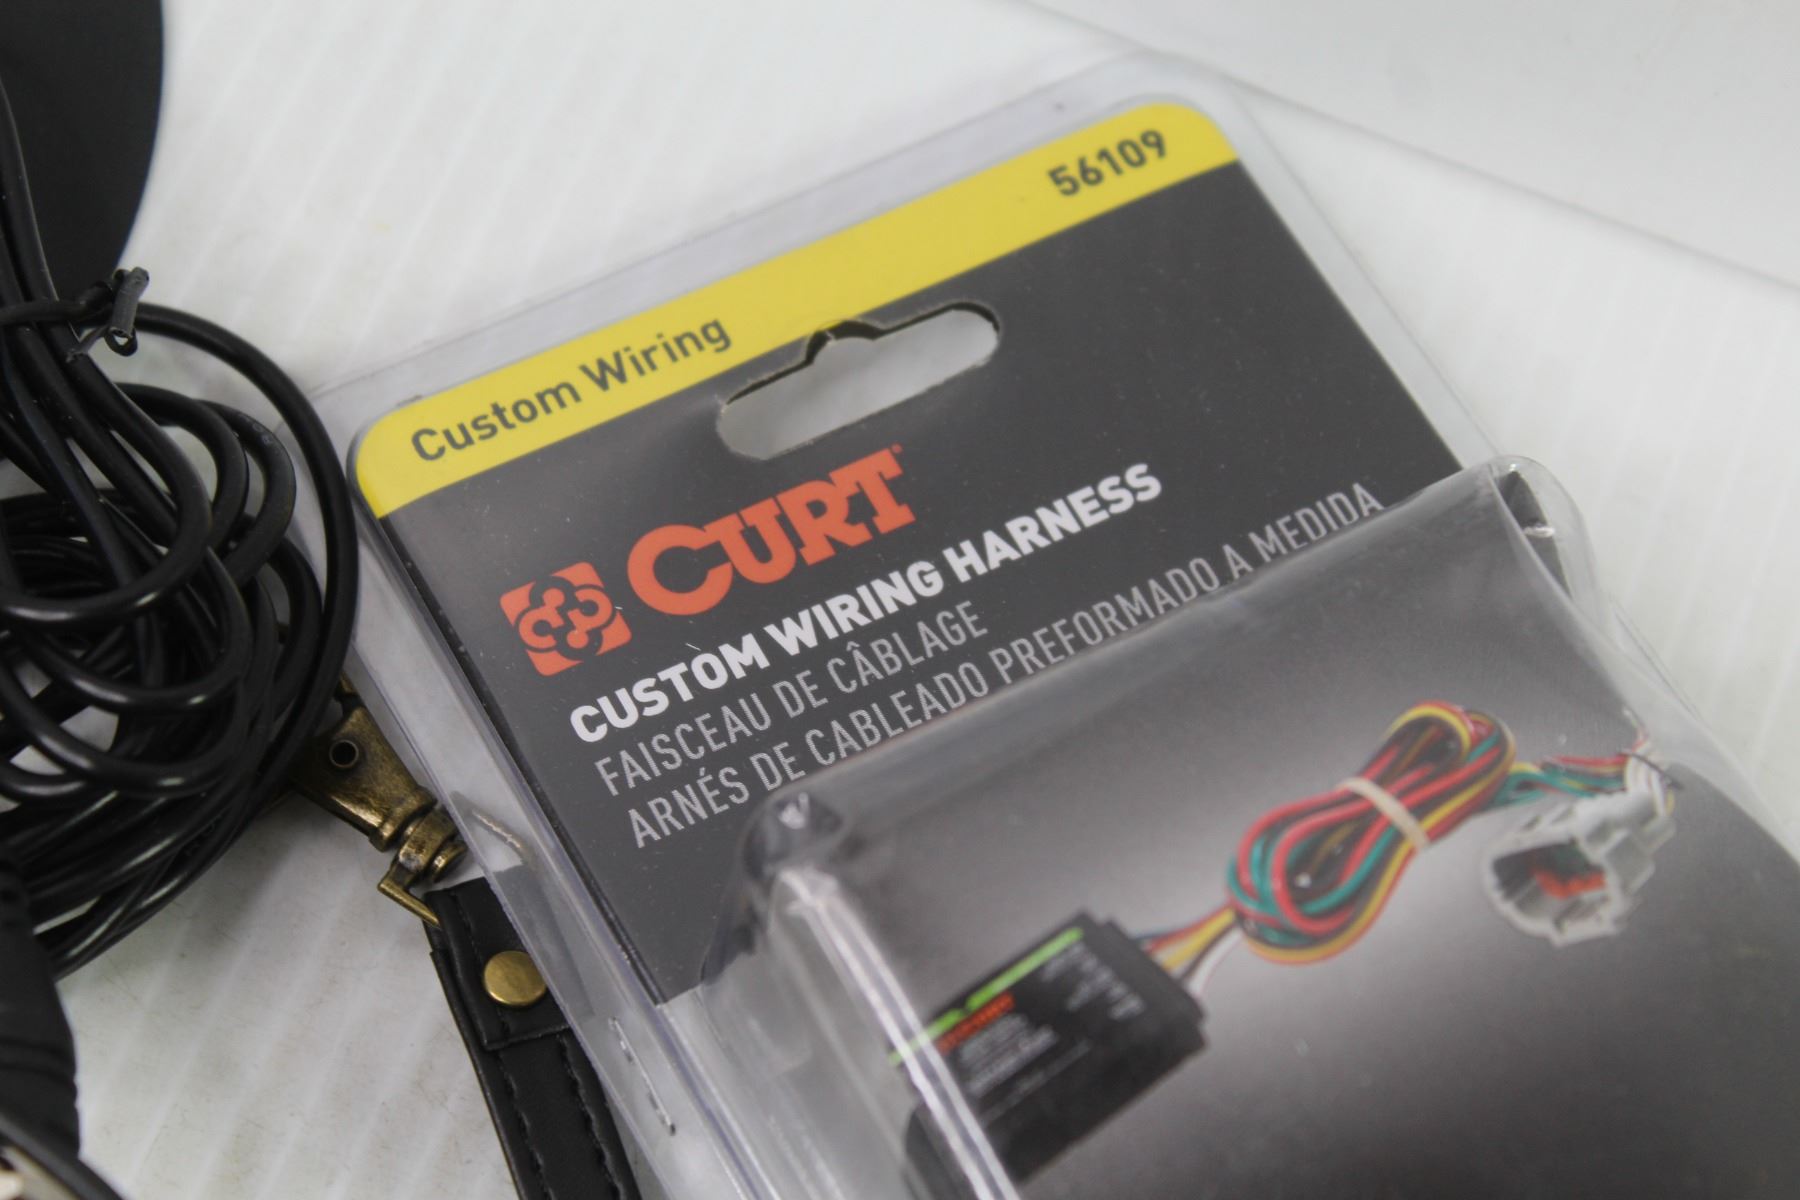 Custom Wiring 56109
CURT
CUSTOM WIRING HARNESS
FAISCEAU DE CÂBLAGE
ARNÉS DE CABLEADO PREFORMADO A MEDIDA